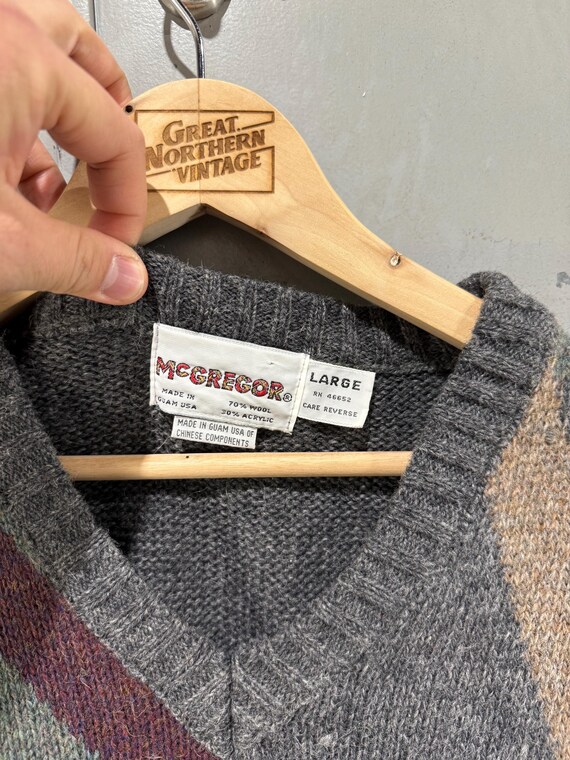 GREAT
NORTHERN
VINTAGE
McGREGOR®
MADE IN
GUAM USA
70% WOOL
30% ACRYLIC
LARGE
RN 46652
CARE REVERSE
MADE IN GUAM USA OF
CHINESE COMPONENTS